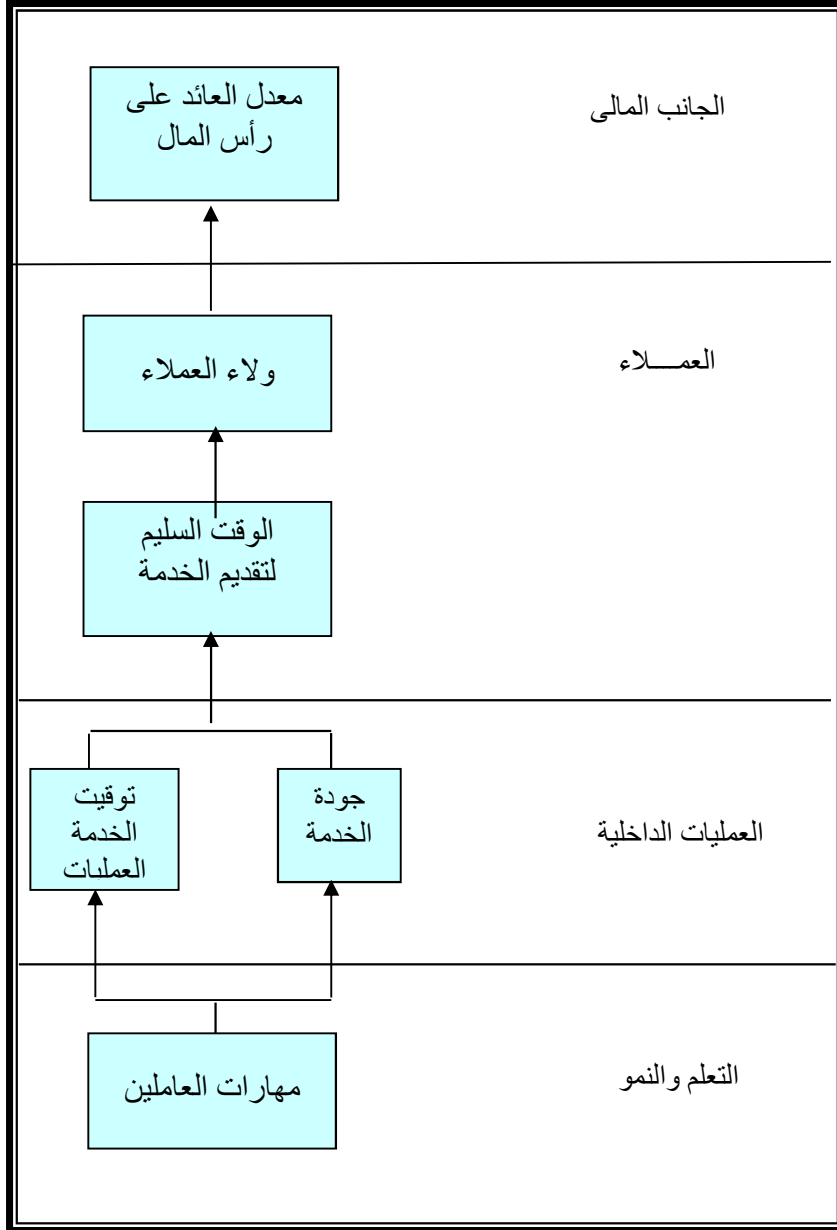 الجانب المالى
معدل العائد على
رأس المال
العمـــلاء
ولاء العملاء
الوقت السليم
لتقديم الخدمة
العمليات الداخلية
جودة
الخدمة
توقيت
الخدمة
العمليات
التعلم والنمو
مهارات العاملين